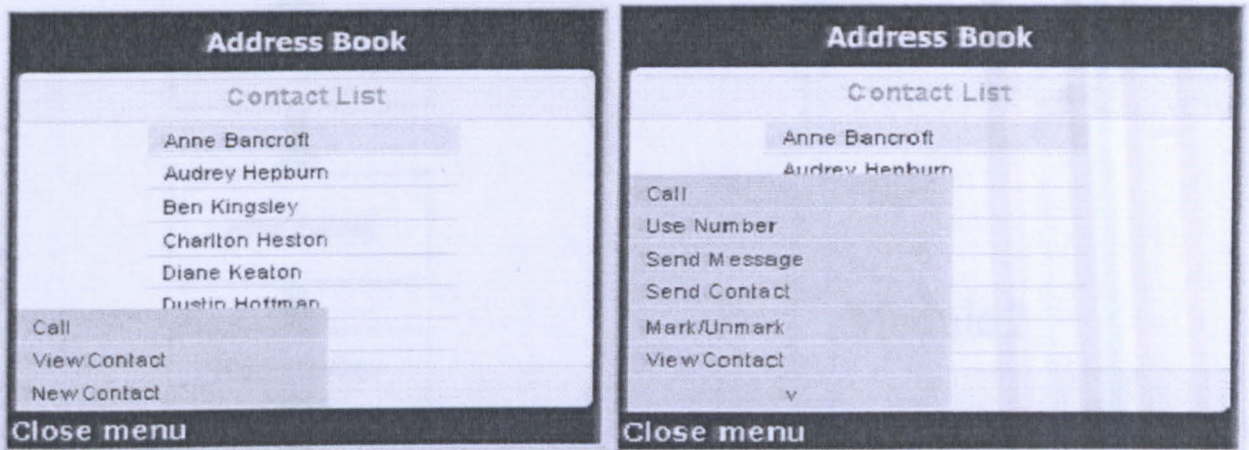 Address Book
Contact List
Anne Bancroft
Audrey Hepburn
Ben Kingsley
Charlton Heston
Diane Keaton
Dustin Hoffman
Call
View Contact
New Contact
Close menu
Address Book
Contact List
Anne Bancroft
Audrey Hepburn
Call
Use Number
Send Message
Send Contact
Mark/Unmark
View Contact
v
Close menu